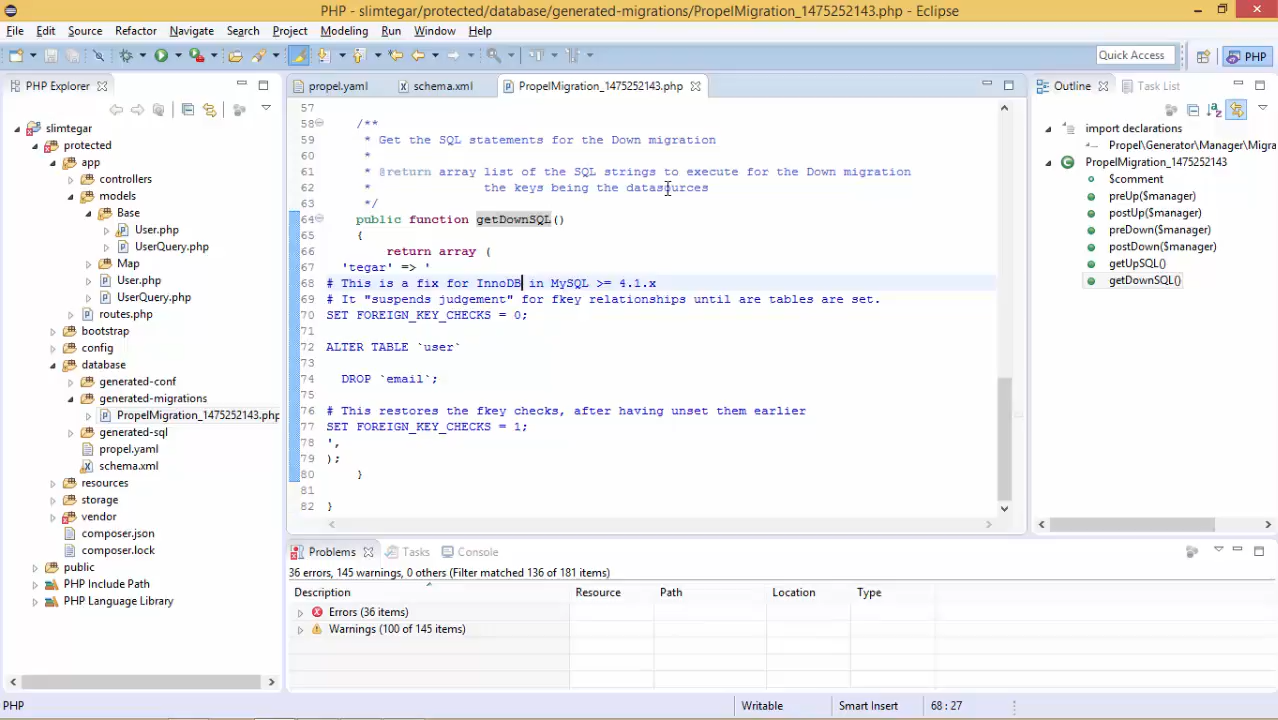 PHP - slimtegar/protected/database/generated-migrations/PropelMigration_1475252143.php - Eclipse
File Edit Source Refactor Navigate Search Project Modeling Run Window Help
Quick Access
PHP
PHP Explorer
slimtegar
protected
app
controllers
models
Base
User.php
UserQuery.php
Map
User.php
UserQuery.php
routes.php
bootstrap
config
database
generated-conf
generated-migrations
PropelMigration_1475252143.php
generated-sql
propel.yaml
schema.xml
resources
storage
vendor
composer.json
composer.lock
public
PHP Include Path
PHP Language Library
propel.yaml
schema.xml
PropelMigration_1475252143.php
57
58 /**
59 * Get the SQL statements for the Down migration
60 *
61 * @return array list of the SQL strings to execute for the Down migration
62 * the keys being the datasources
63 */
64 public function getDownSQL()
65 {
66 return array (
67 'tegar' => '
68 # This is a fix for InnoDB in MySQL >= 4.1.x
69 # It "suspends judgement" for fkey relationships until are tables are set.
70 SET FOREIGN_KEY_CHECKS = 0;
71
72 ALTER TABLE `user`
73
74 DROP `email`;
75
76 # This restores the fkey checks, after having unset them earlier
77 SET FOREIGN_KEY_CHECKS = 1;
78 ',
79 );
80 }
81
82 }
Outline Task List
import declarations
Propel\Generator\Manager\Migra
PropelMigration_1475252143
$comment
preUp($manager)
postUp($manager)
preDown($manager)
postDown($manager)
getUpSQL()
getDownSQL()
Problems Tasks Console
36 errors, 145 warnings, 0 others (Filter matched 136 of 181 items)
Description Resource Path Location Type
Errors (36 items)
Warnings (100 of 145 items)
PHP Writable Smart Insert 68 : 27